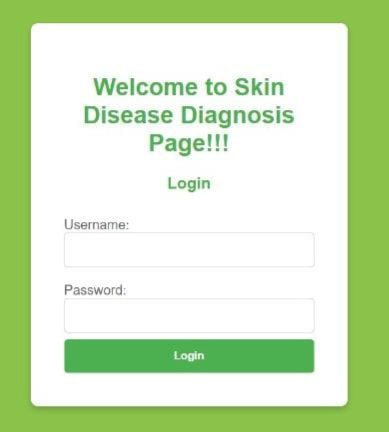 Welcome to Skin
Disease Diagnosis
Page!!!
Login
Username:
Password:
Login